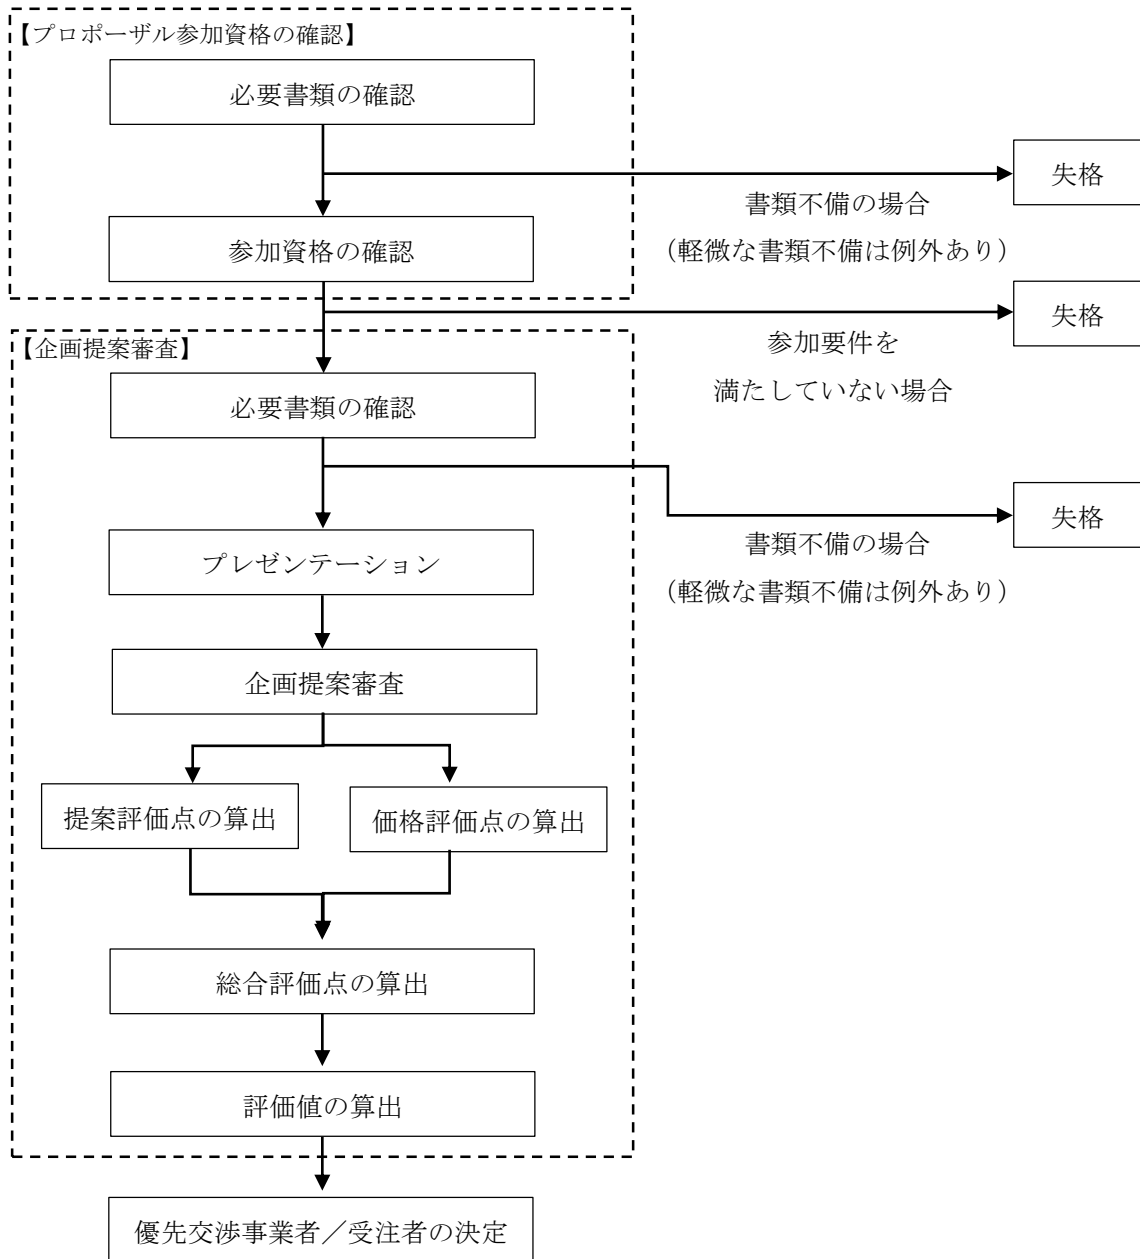 【プロポーザル参加資格の確認】
必要書類の確認
失格
書類不備の場合
（軽微な書類不備は例外あり）
参加資格の確認
失格
参加要件を
満たしていない場合
【企画提案審査】
必要書類の確認
失格
書類不備の場合
（軽微な書類不備は例外あり）
プレゼンテーション
企画提案審査
提案評価点の算出
価格評価点の算出
総合評価点の算出
評価値の算出
優先交渉事業者／受注者の決定